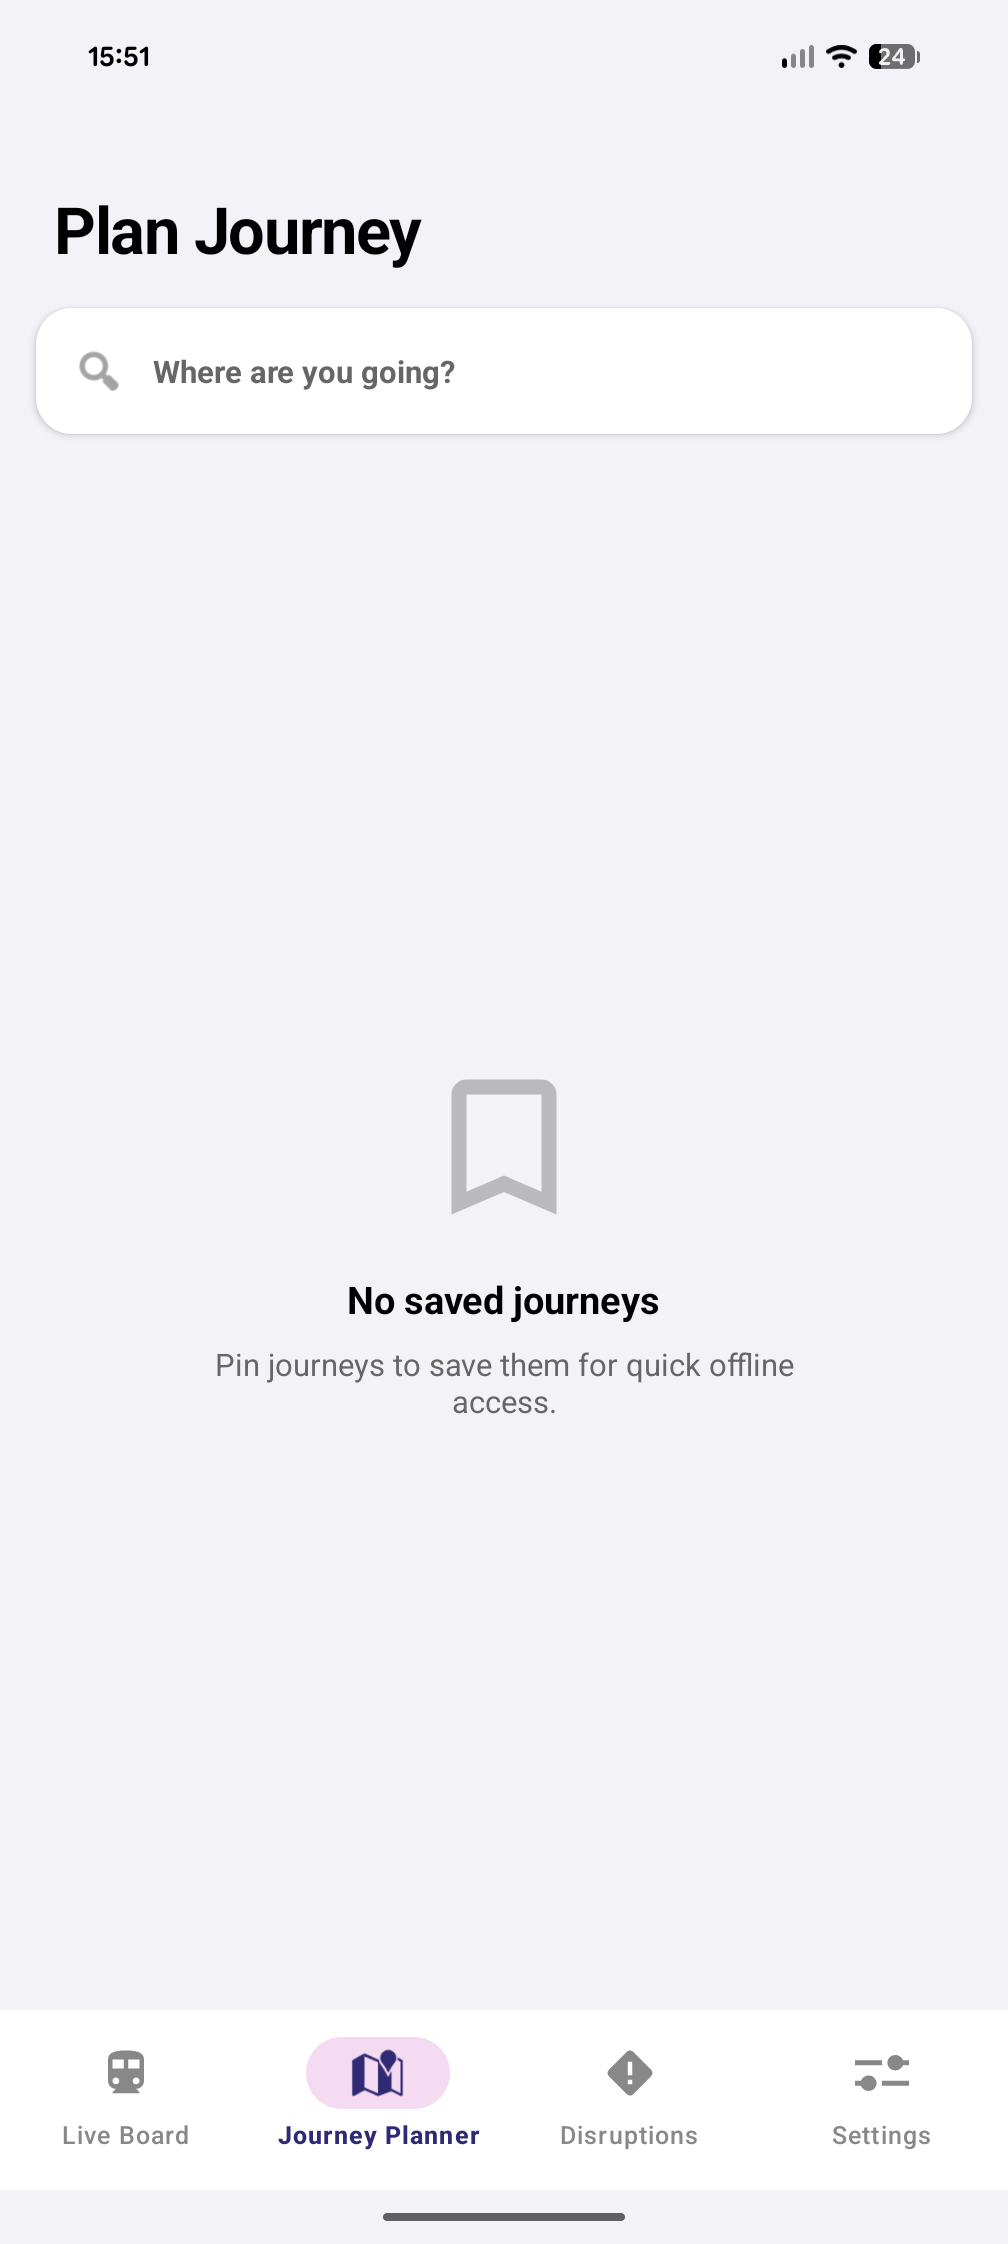 15:51
24
Plan Journey
Where are you going?
No saved journeys
Pin journeys to save them for quick offline
access.
Live Board
Journey Planner
Disruptions
Settings